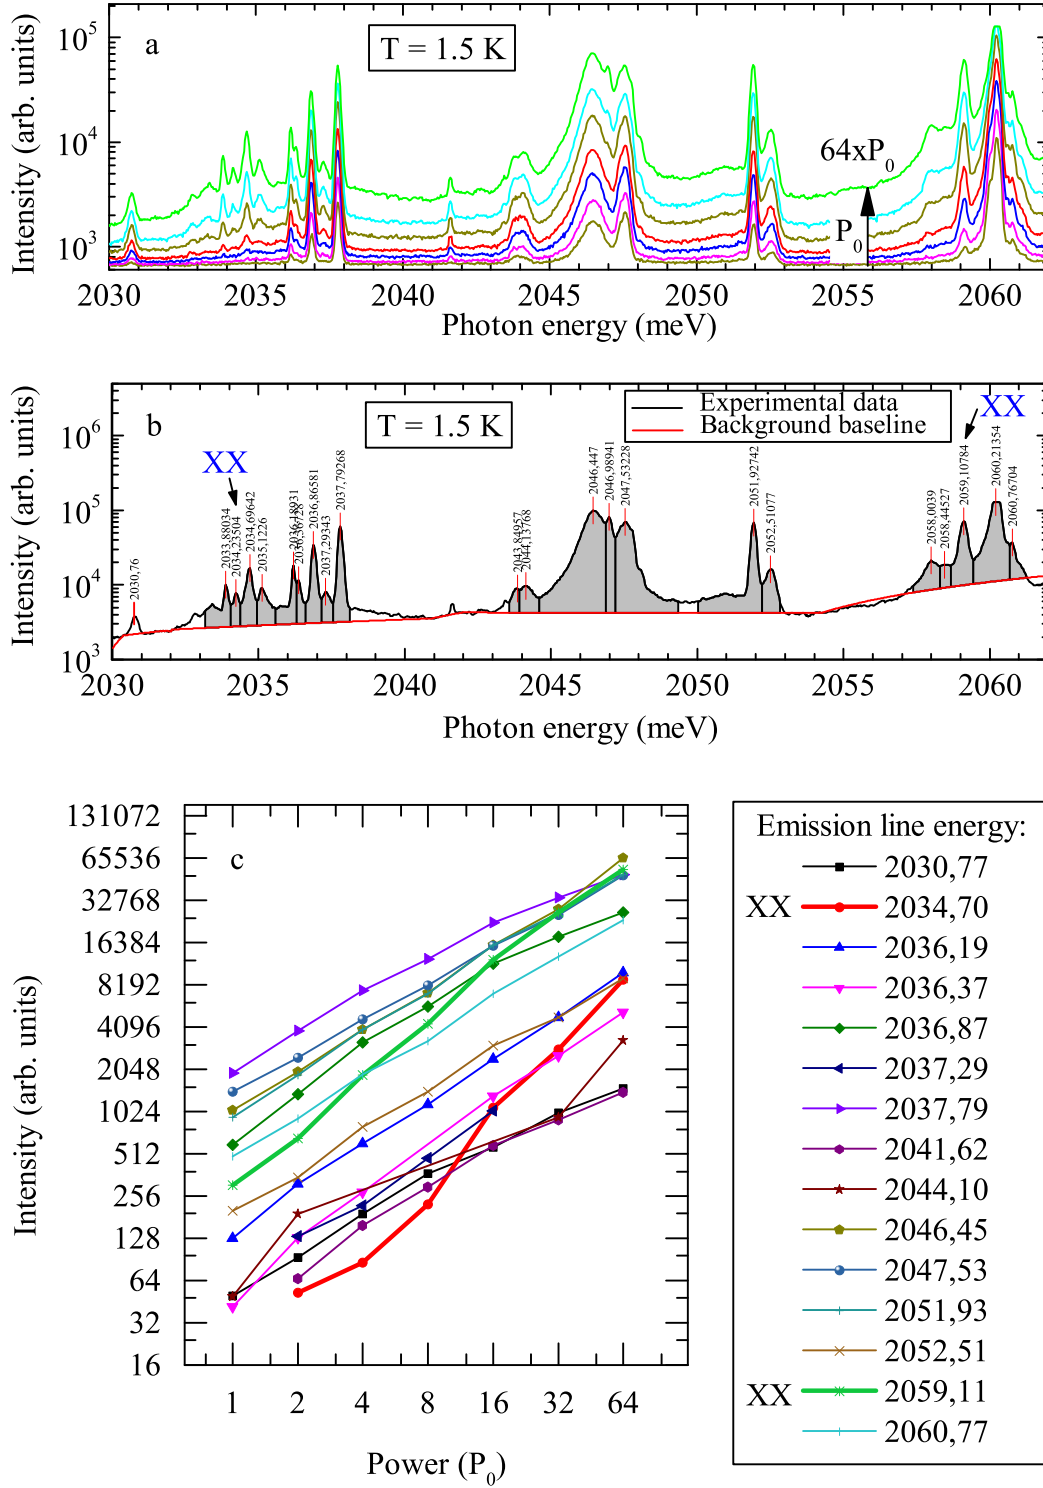 a
T = 1.5 K
Intensity (arb. units)
10^5
10^4
10^3
64xP_0
P_0
2030 2035 2040 2045 2050 2055 2060
Photon energy (meV)
b
T = 1.5 K
Experimental data
Background baseline
XX
XX
Intensity (arb. units)
10^6
10^5
10^4
10^3
2030,76
2033,88034
2034,23504
2034,69642
2035,1226
2036,18931
2036,36728
2036,86581
2037,29343
2037,79268
2043,84957
2044,13768
2046,447
2046,98941
2047,53228
2051,92742
2052,51077
2058,0039
2058,44527
2059,10784
2060,21354
2060,76704
2030 2035 2040 2045 2050 2055 2060
Photon energy (meV)
c
Intensity (arb. units)
131072
65536
32768
16384
8192
4096
2048
1024
512
256
128
64
32
16
1 2 4 8 16 32 64
Power (P_0)
Emission line energy:
2030,77
XX 2034,70
2036,19
2036,37
2036,87
2037,29
2037,79
2041,62
2044,10
2046,45
2047,53
2051,93
2052,51
XX 2059,11
2060,77